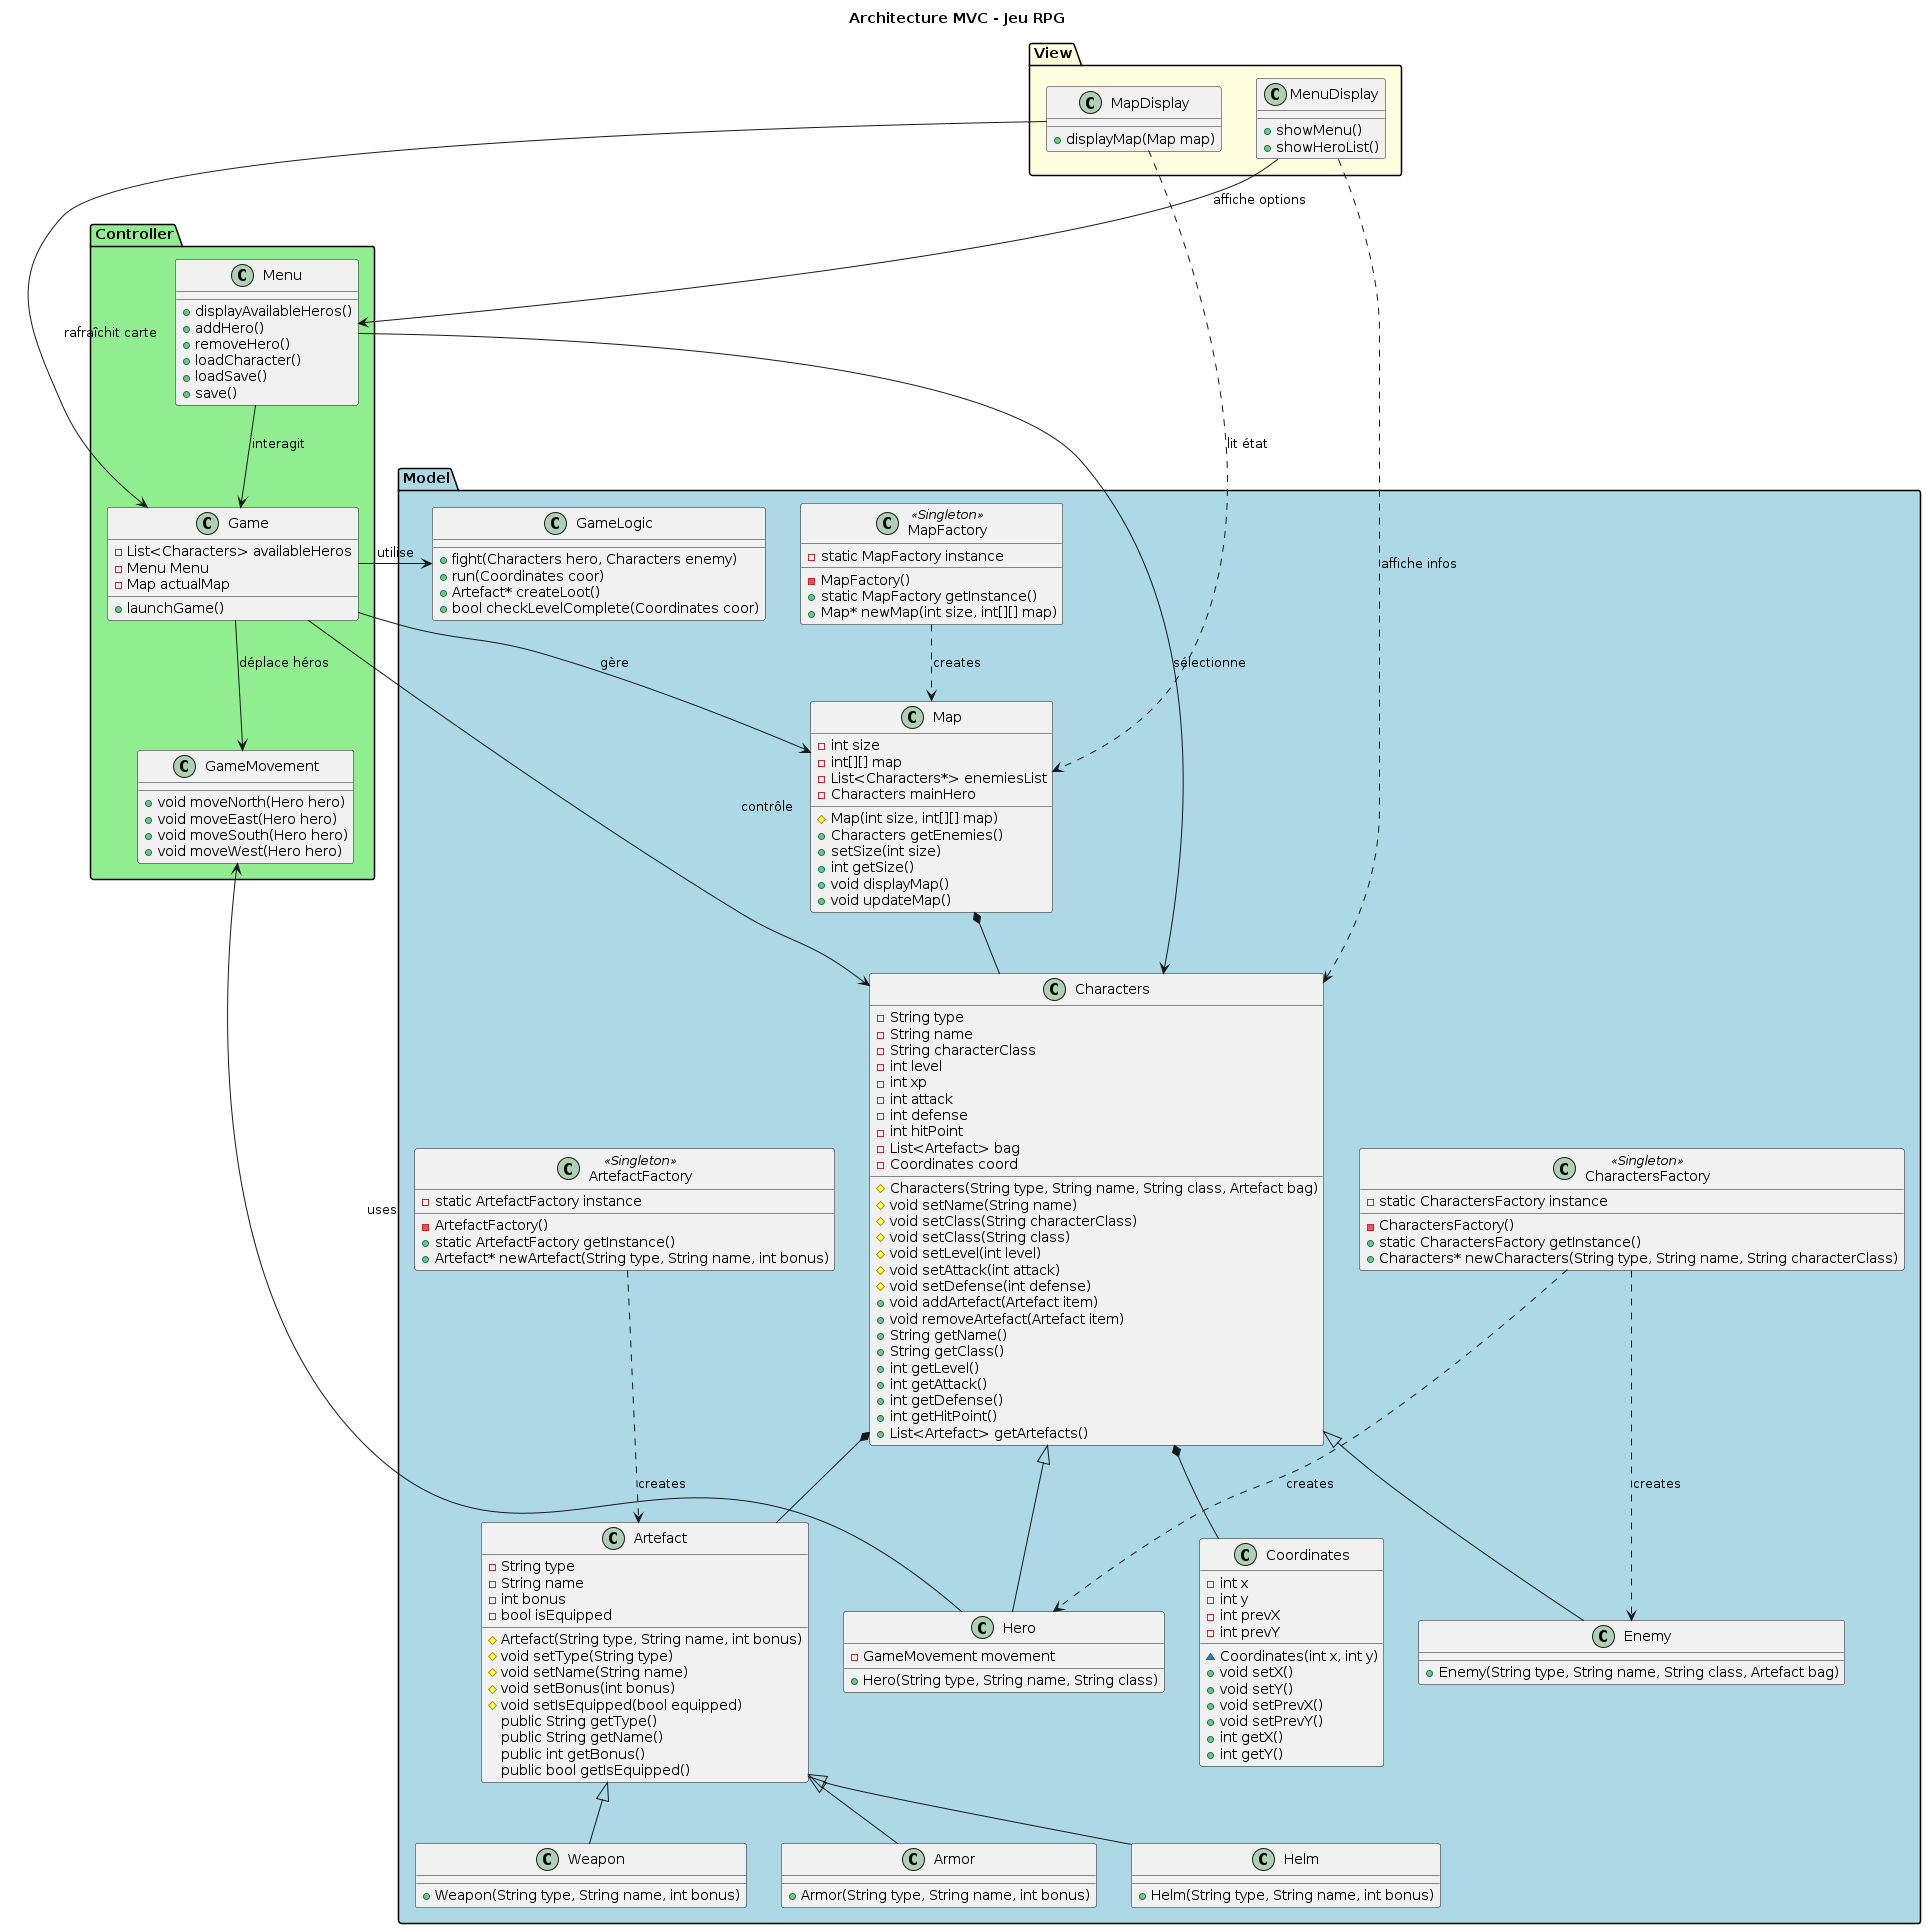 Architecture MVC - Jeu RPG
View
MapDisplay
displayMap(Map map)
MenuDisplay
showMenu()
showHeroList()
affiche options
Controller
Menu
displayAvailableHeros()
addHero()
removeHero()
loadCharacter()
loadSave()
save()
rafraîchit carte
interagit
lit état
Model
Game
List<Characters> availableHeros
Menu Menu
Map actualMap
launchGame()
utilise
GameLogic
fight(Characters hero, Characters enemy)
run(Coordinates coor)
Artefact* createLoot()
bool checkLevelComplete(Coordinates coor)
«Singleton»
MapFactory
static MapFactory instance
MapFactory()
static MapFactory getInstance()
Map* newMap(int size, int[][] map)
affiche infos
déplace héros
gère
creates
sélectionne
GameMovement
void moveNorth(Hero hero)
void moveEast(Hero hero)
void moveSouth(Hero hero)
void moveWest(Hero hero)
contrôle
Map
int size
int[][] map
List<Characters*> enemiesList
Characters mainHero
Map(int size, int[][] map)
Characters getEnemies()
setSize(int size)
int getSize()
void displayMap()
void updateMap()
Characters
String type
String name
String characterClass
int level
int xp
int attack
int defense
int hitPoint
List<Artefact> bag
Coordinates coord
Characters(String type, String name, String class, Artefact bag)
void setName(String name)
void setClass(String characterClass)
void setClass(String class)
void setLevel(int level)
void setAttack(int attack)
void setDefense(int defense)
void addArtefact(Artefact item)
void removeArtefact(Artefact item)
String getName()
String getClass()
int getLevel()
int getAttack()
int getDefense()
int getHitPoint()
List<Artefact> getArtefacts()
uses
«Singleton»
ArtefactFactory
static ArtefactFactory instance
ArtefactFactory()
static ArtefactFactory getInstance()
Artefact* newArtefact(String type, String name, int bonus)
«Singleton»
CharactersFactory
static CharactersFactory instance
CharactersFactory()
static CharactersFactory getInstance()
Characters* newCharacters(String type, String name, String characterClass)
creates
creates
creates
Artefact
String type
String name
int bonus
bool isEquipped
Artefact(String type, String name, int bonus)
void setType(String type)
void setName(String name)
void setBonus(int bonus)
void setIsEquipped(bool equipped)
public String getType()
public String getName()
public int getBonus()
public bool getIsEquipped()
Hero
GameMovement movement
Hero(String type, String name, String class)
Coordinates
int x
int y
int prevX
int prevY
Coordinates(int x, int y)
void setX()
void setY()
void setPrevX()
void setPrevY()
int getX()
int getY()
Enemy
Enemy(String type, String name, String class, Artefact bag)
Weapon
Weapon(String type, String name, int bonus)
Armor
Armor(String type, String name, int bonus)
Helm
Helm(String type, String name, int bonus)